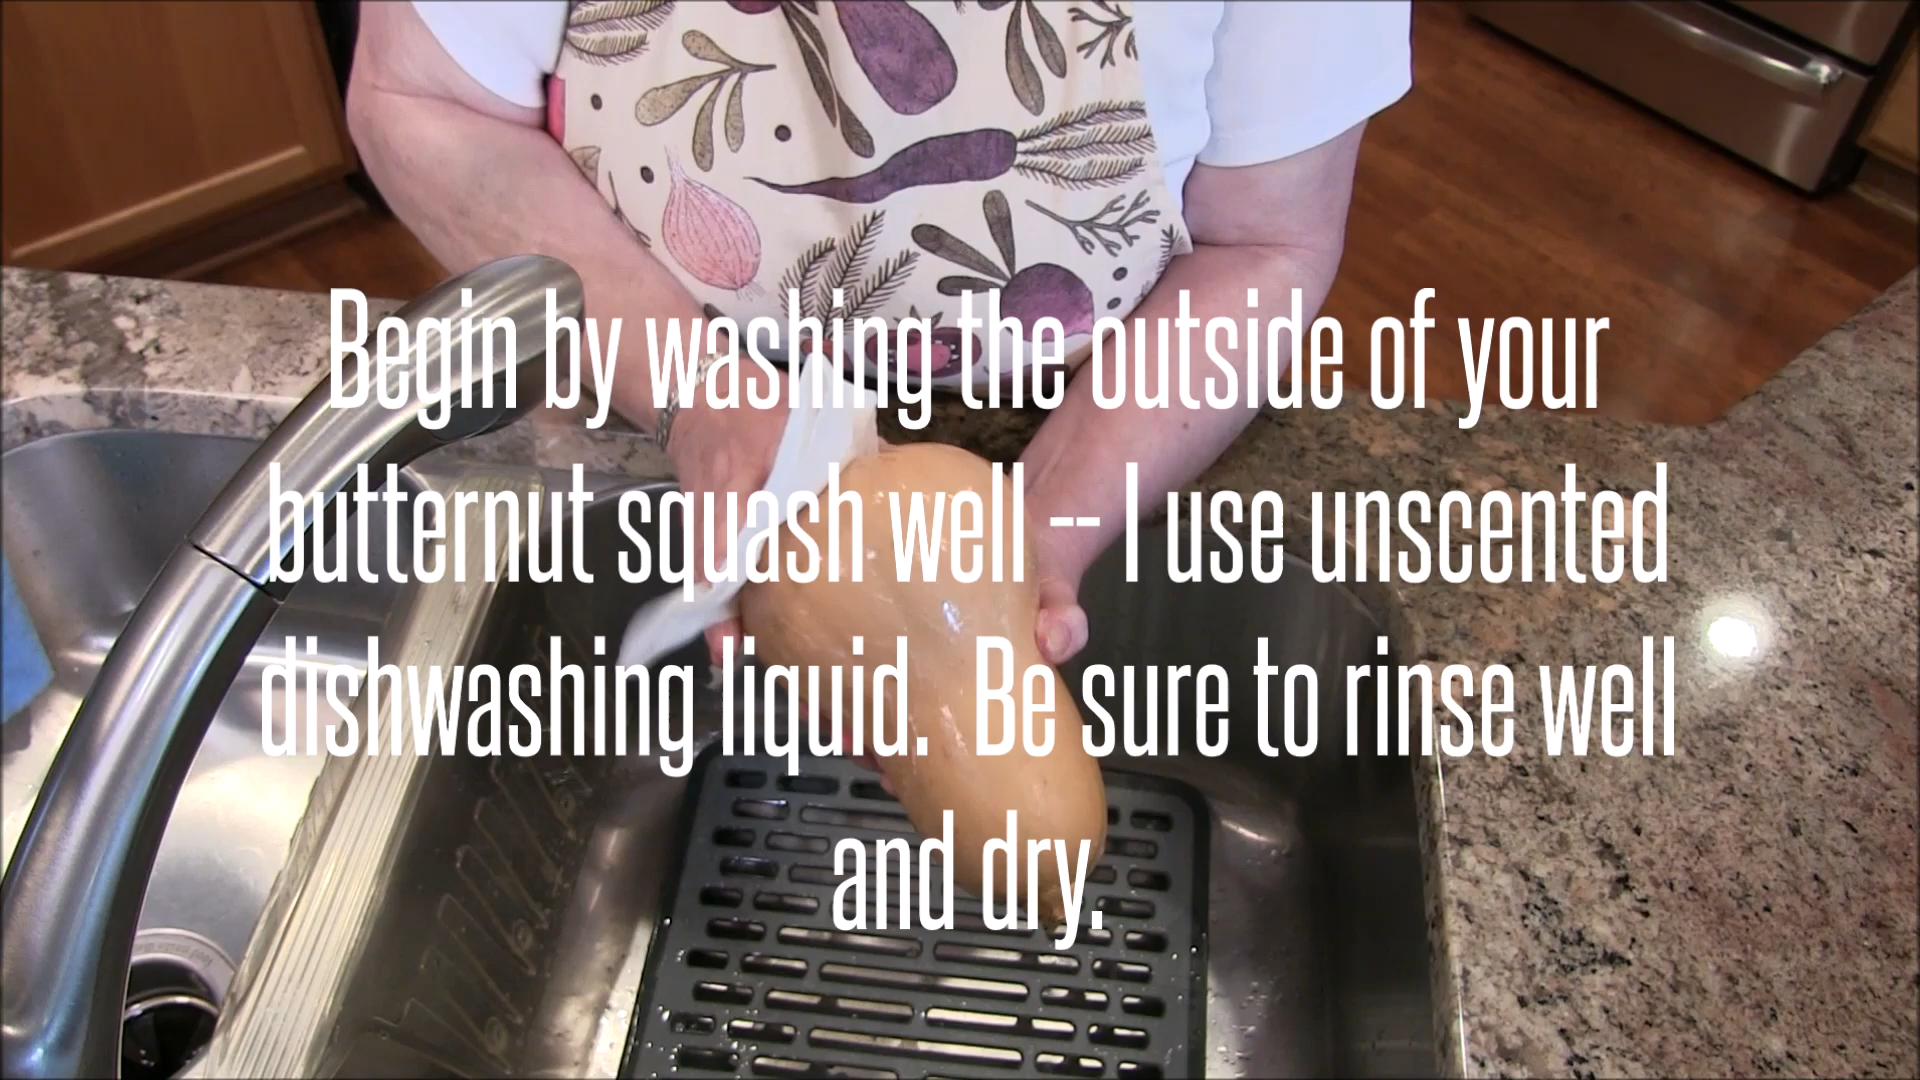 Begin by washing the outside of your
butternut squash well -- I use unscented
dishwashing liquid.  Be sure to rinse well
and dry.